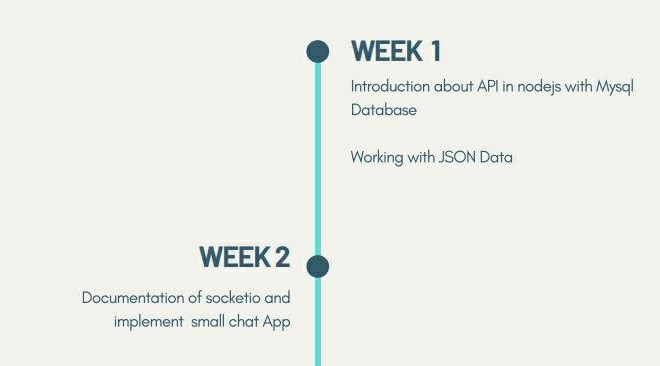 WEEK 1
Introduction about API in nodejs with Mysql
Database
Working with JSON Data
WEEK 2
Documentation of socketio and
implement small chat App